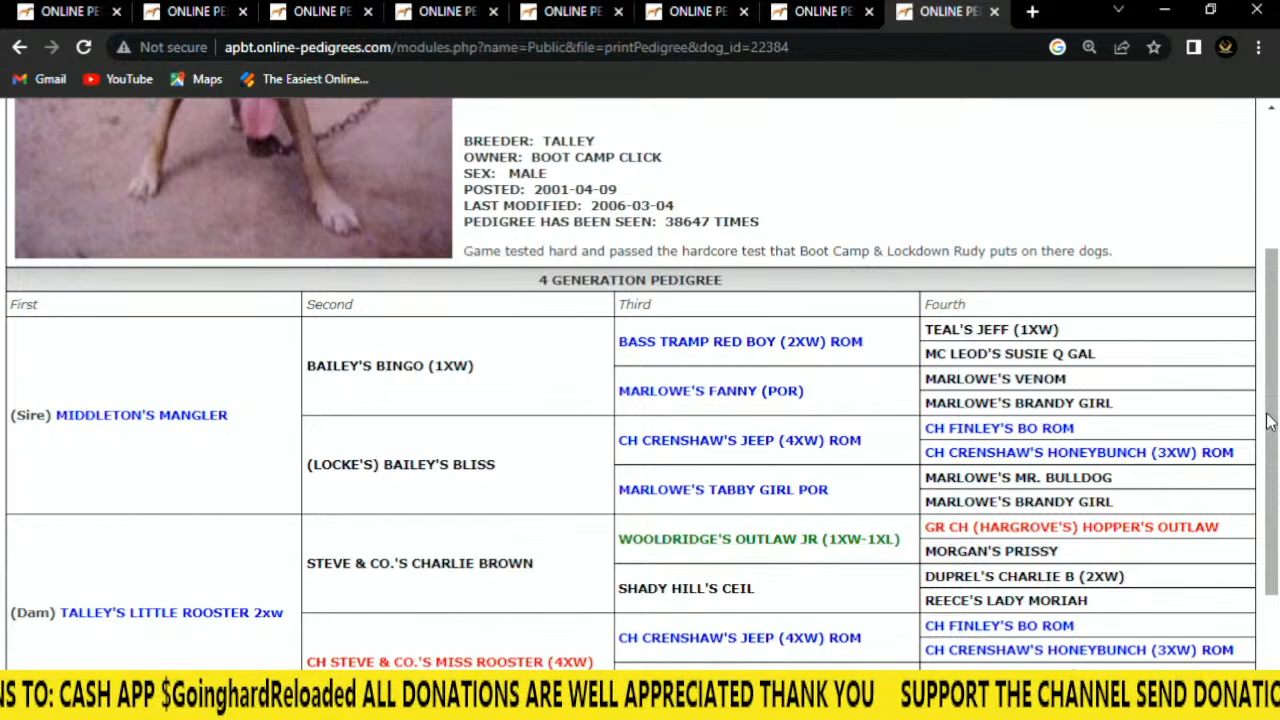 ONLINE PE ONLINE PE ONLINE PE ONLINE PE ONLINE PE ONLINE PE ONLINE PE ONLINE PE
Not secure apbt.online-pedigrees.com/modules.php?name=Public&file=printPedigree&dog_id=22384
Gmail YouTube Maps The Easiest Online...
BREEDER: TALLEY
OWNER: BOOT CAMP CLICK
SEX: MALE
POSTED: 2001-04-09
LAST MODIFIED: 2006-03-04
PEDIGREE HAS BEEN SEEN: 38647 TIMES
Game tested hard and passed the hardcore test that Boot Camp & Lockdown Rudy puts on there dogs.
4 GENERATION PEDIGREE
First Second Third Fourth
(Sire) MIDDLETON'S MANGLER
BAILEY'S BINGO (1XW)
BASS TRAMP RED BOY (2XW) ROM
TEAL'S JEFF (1XW)
MC LEOD'S SUSIE Q GAL
MARLOWE'S FANNY (POR)
MARLOWE'S VENOM
MARLOWE'S BRANDY GIRL
(LOCKE'S) BAILEY'S BLISS
CH CRENSHAW'S JEEP (4XW) ROM
CH FINLEY'S BO ROM
CH CRENSHAW'S HONEYBUNCH (3XW) ROM
MARLOWE'S TABBY GIRL POR
MARLOWE'S MR. BULLDOG
MARLOWE'S BRANDY GIRL
(Dam) TALLEY'S LITTLE ROOSTER 2xw
STEVE & CO.'S CHARLIE BROWN
WOOLDRIDGE'S OUTLAW JR (1XW-1XL)
GR CH (HARGROVE'S) HOPPER'S OUTLAW
MORGAN'S PRISSY
SHADY HILL'S CEIL
DUPREL'S CHARLIE B (2XW)
REECE'S LADY MORIAH
CH STEVE & CO.'S MISS ROOSTER (4XW)
CH CRENSHAW'S JEEP (4XW) ROM
CH FINLEY'S BO ROM
CH CRENSHAW'S HONEYBUNCH (3XW) ROM
NS TO: CASH APP $GoinghardReloaded ALL DONATIONS ARE WELL APPRECIATED THANK YOU SUPPORT THE CHANNEL SEND DONATIO